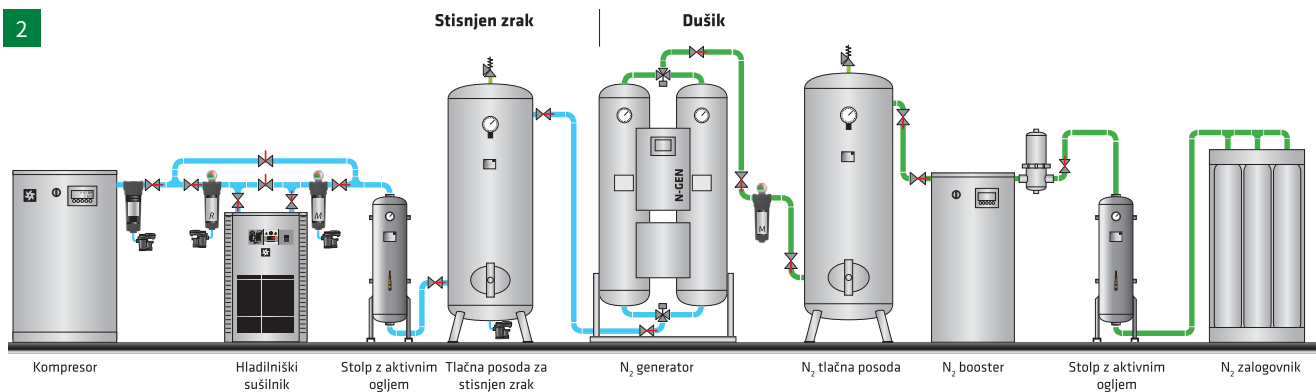 2
Stisnjen zrak
Dušik
R
M
N₂-GEN
M
Kompresor
Hladilniški
sušilnik
Stolp z aktivnim
ogljem
Tlačna posoda za
stisnjen zrak
N₂ generator
N₂ tlačna posoda
N₂ booster
Stolp z aktivnim
ogljem
N₂ zalogovnik